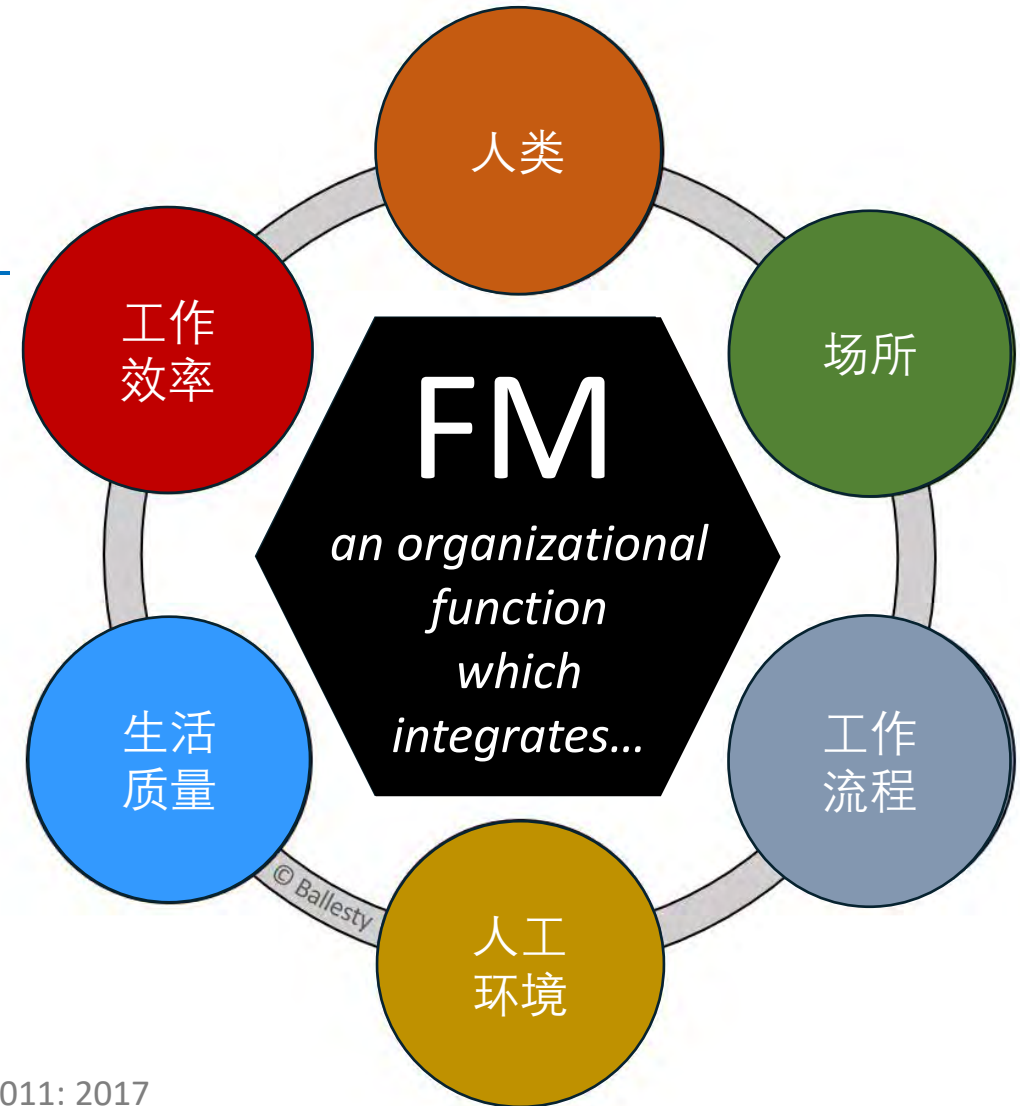 人类
场所
工作
流程
人工
环境
生活
质量
工作
效率
FM
an organizational
function
which
integrates...
© Ballesty
011: 2017